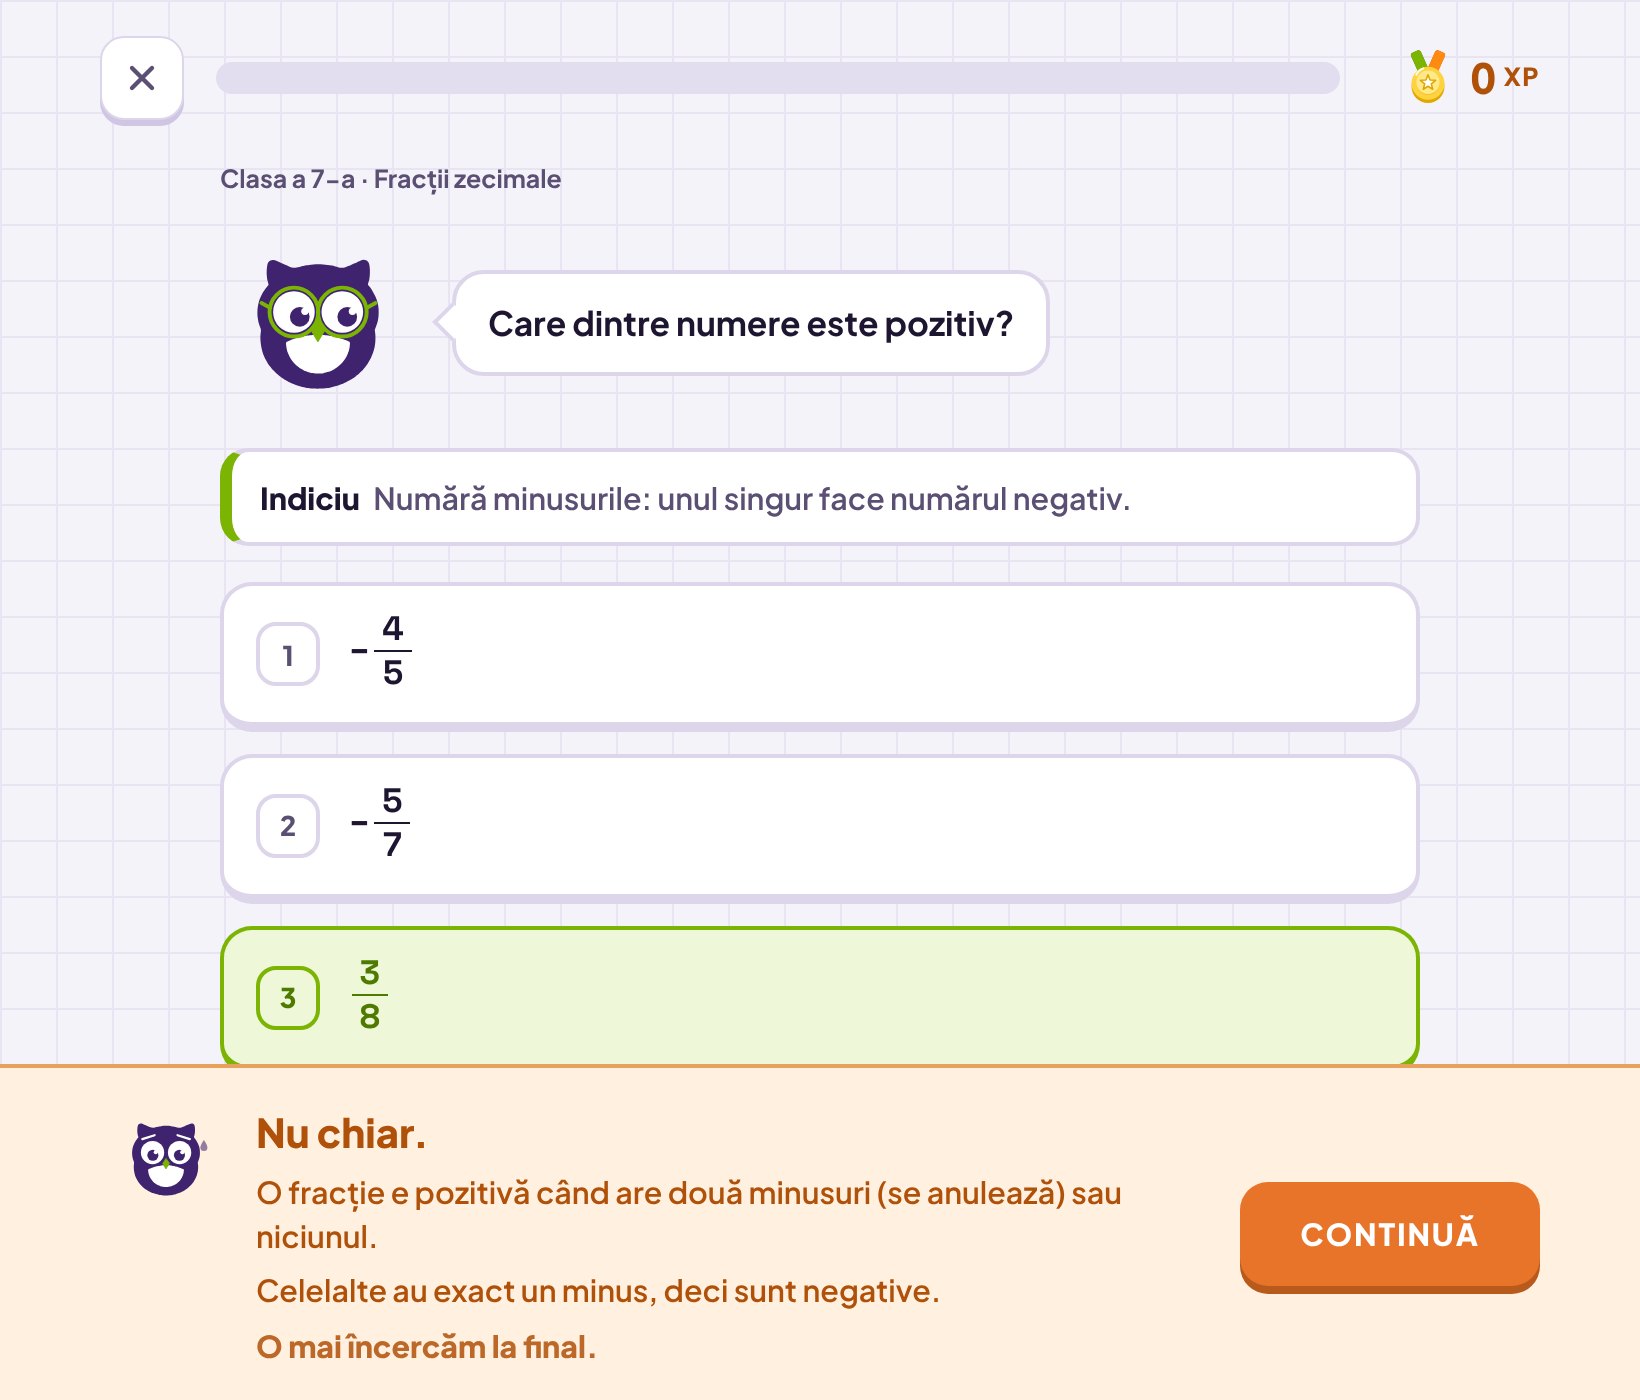 0 XP
Clasa a 7-a · Fracții zecimale
Care dintre numere este pozitiv?
Indiciu Numără minusurile: unul singur face numărul negativ.
1 -4/5
2 -5/7
3 3/8
Nu chiar.
O fracție e pozitivă când are două minusuri (se anulează) sau
niciunul.
Celelalte au exact un minus, deci sunt negative.
O mai încercăm la final.
CONTINUĂ